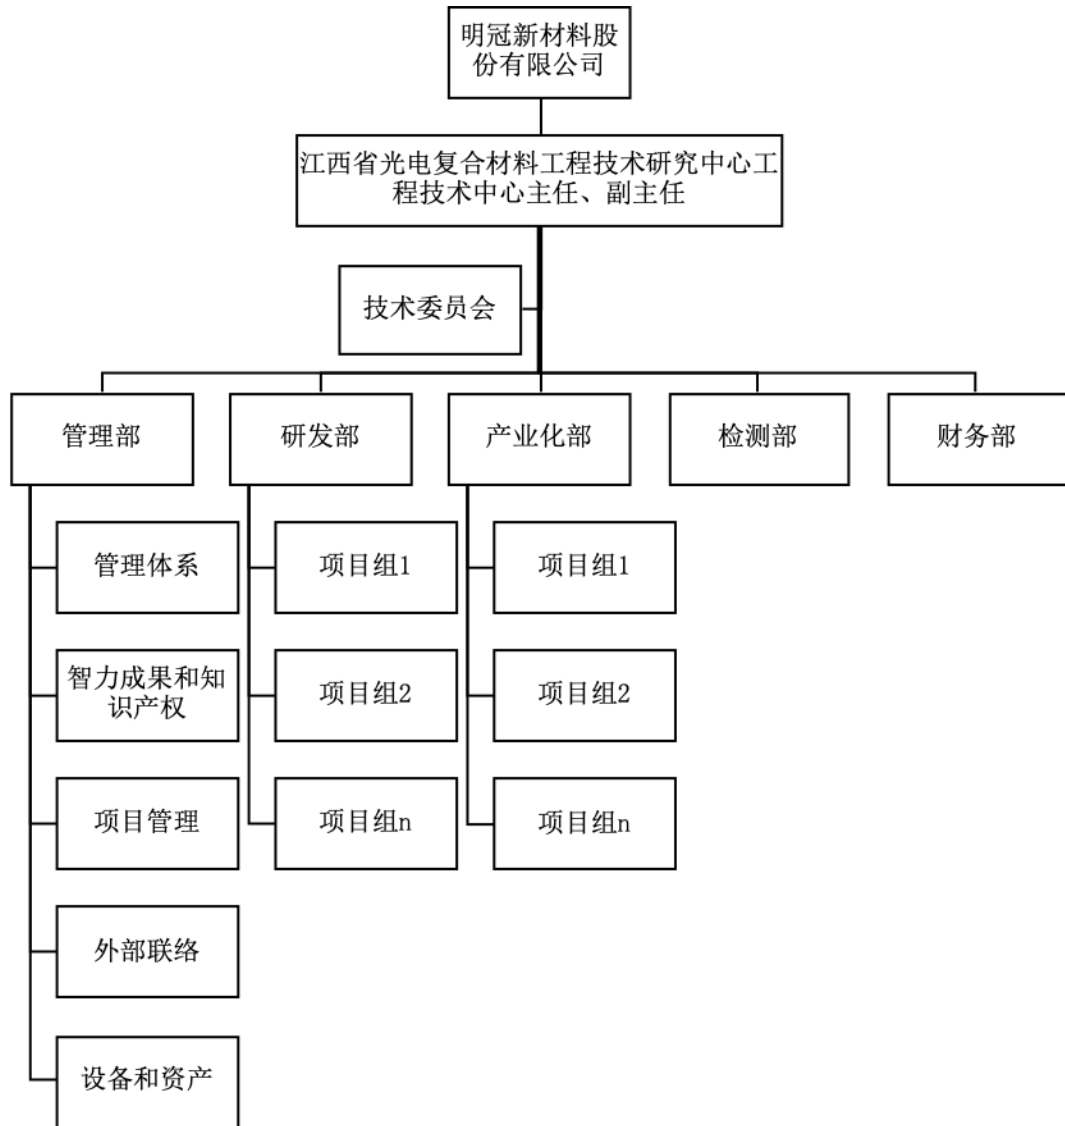 明冠新材料股
份有限公司
江西省光电复合材料工程技术研究中心工
程技术中心主任、副主任
技术委员会
管理部
研发部
产业化部
检测部
财务部
管理体系
项目组1
项目组1
智力成果和知
识产权
项目组2
项目组2
项目管理
项目组n
项目组n
外部联络
设备和资产